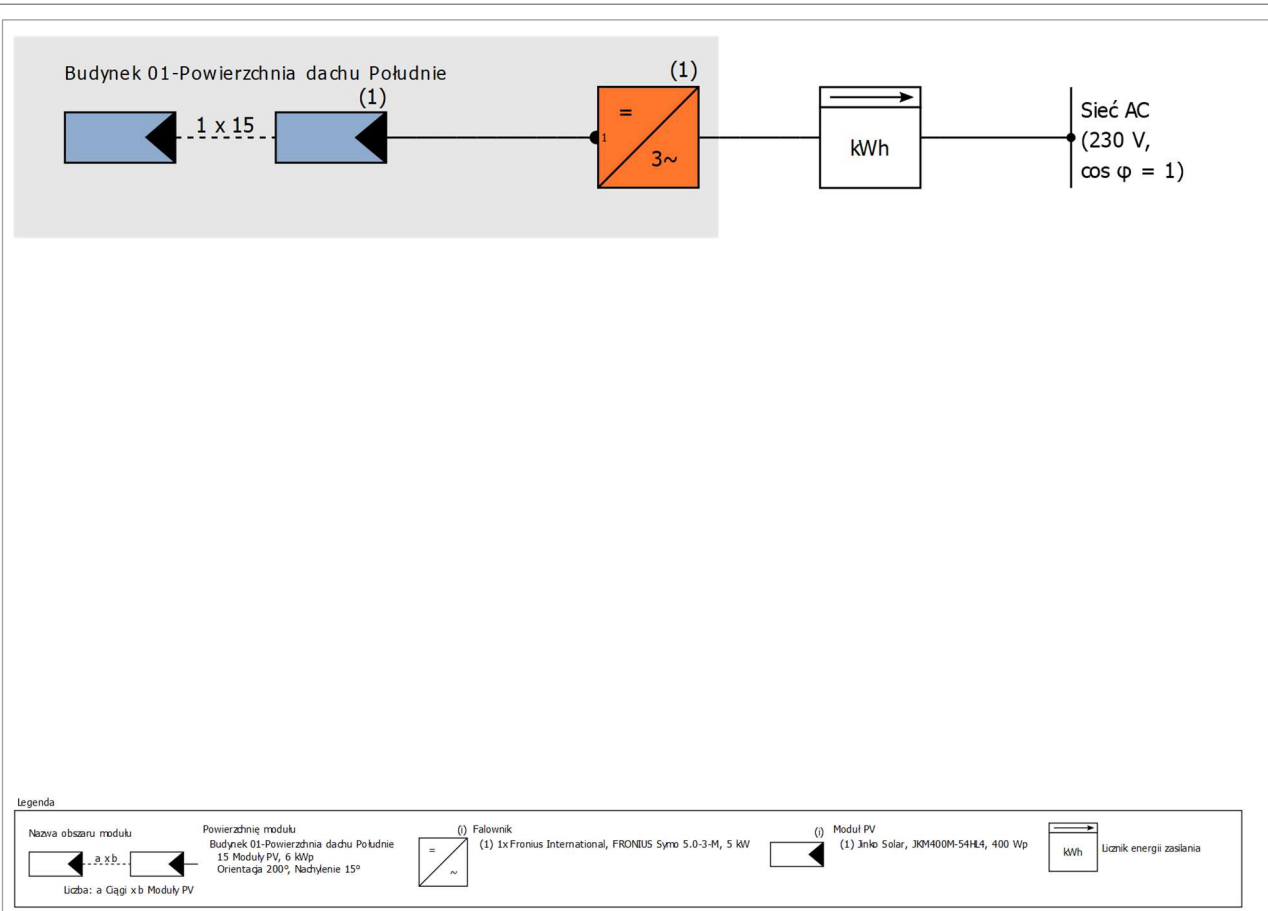 Budynek 01-Powierzchnia dachu Południe
(1)
1 x 15
(1)
=
1
3~
kWh
Sieć AC
(230 V,
cos φ = 1)
Legenda
Nazwa obszaru modułu
a x b
Liczba: a Ciągi x b Moduły PV
Powierzchnię modułu
Budynek 01-Powierzchnia dachu Południe
15 Moduły PV, 6 kWp
Orientacja 200°, Nachylenie 15°
(i) Falownik
=
~
(1) 1x Fronius International, FRONIUS Symo 5.0-3-M, 5 kW
(i) Moduł PV
(1) Jinko Solar, JKM400M-54HL4, 400 Wp
kWh
Licznik energii zasilania